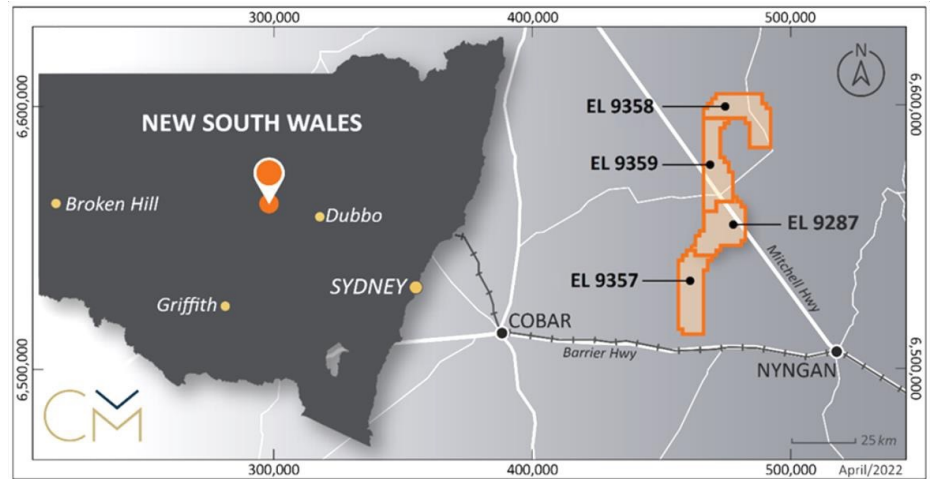 300,000
400,000
500,000
N
6,600,000
6,600,000
NEW SOUTH WALES
Broken Hill
Dubbo
SYDNEY
Griffith
EL 9358
EL 9359
EL 9287
EL 9357
Mitchell Hwy
COBAR
Barrier Hwy
NYNGAN
6,500,000
6,500,000
CM
25 km
300,000
400,000
500,000
April/2022